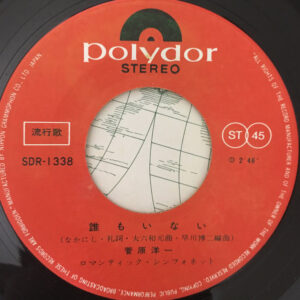 polydor
STEREO
流行歌
SDR-1338
ST 45
2'46"
誰もいない
(なかにし・礼詞・大六和元曲・早川博二編曲)
菅原洋一
ロマンティック・シンフォネット